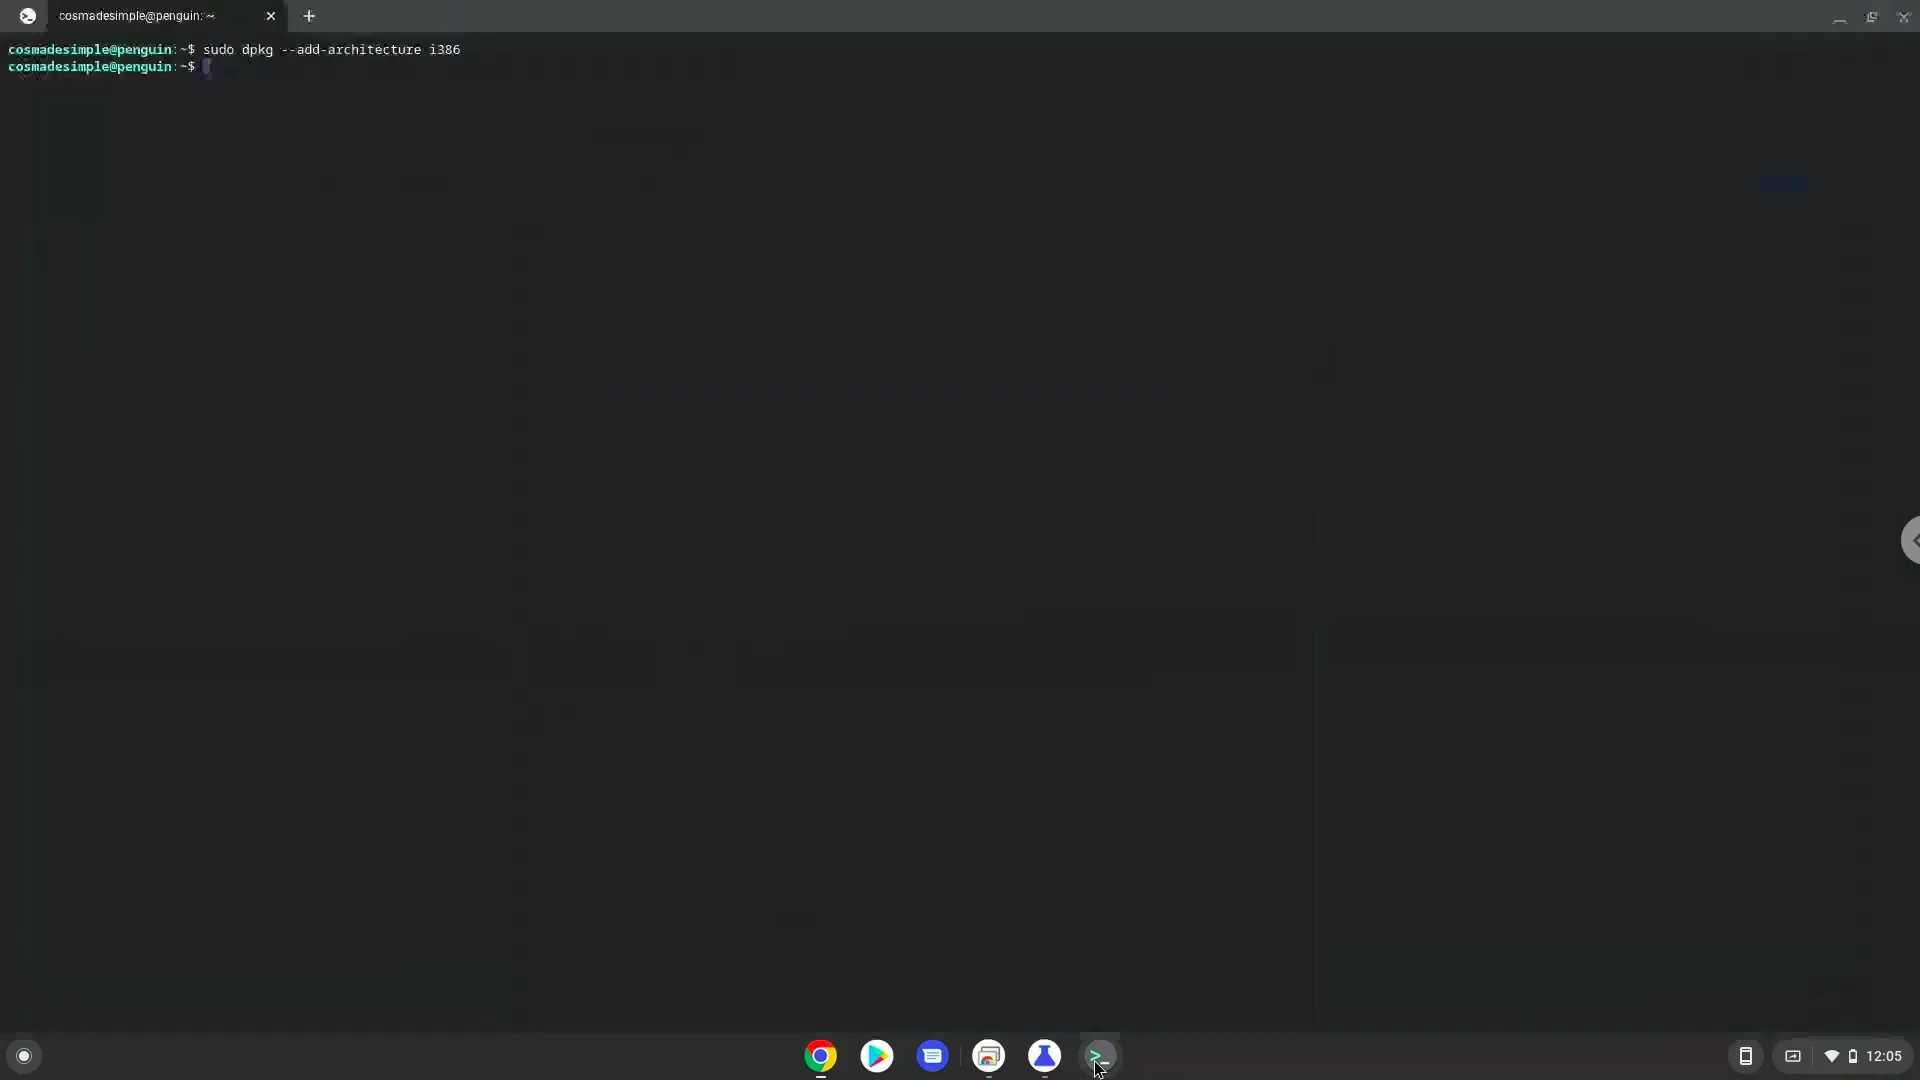 cosmadesimple@penguin: ~
cosmadesimple@penguin:~$ sudo dpkg --add-architecture i386
cosmadesimple@penguin:~$
12:05